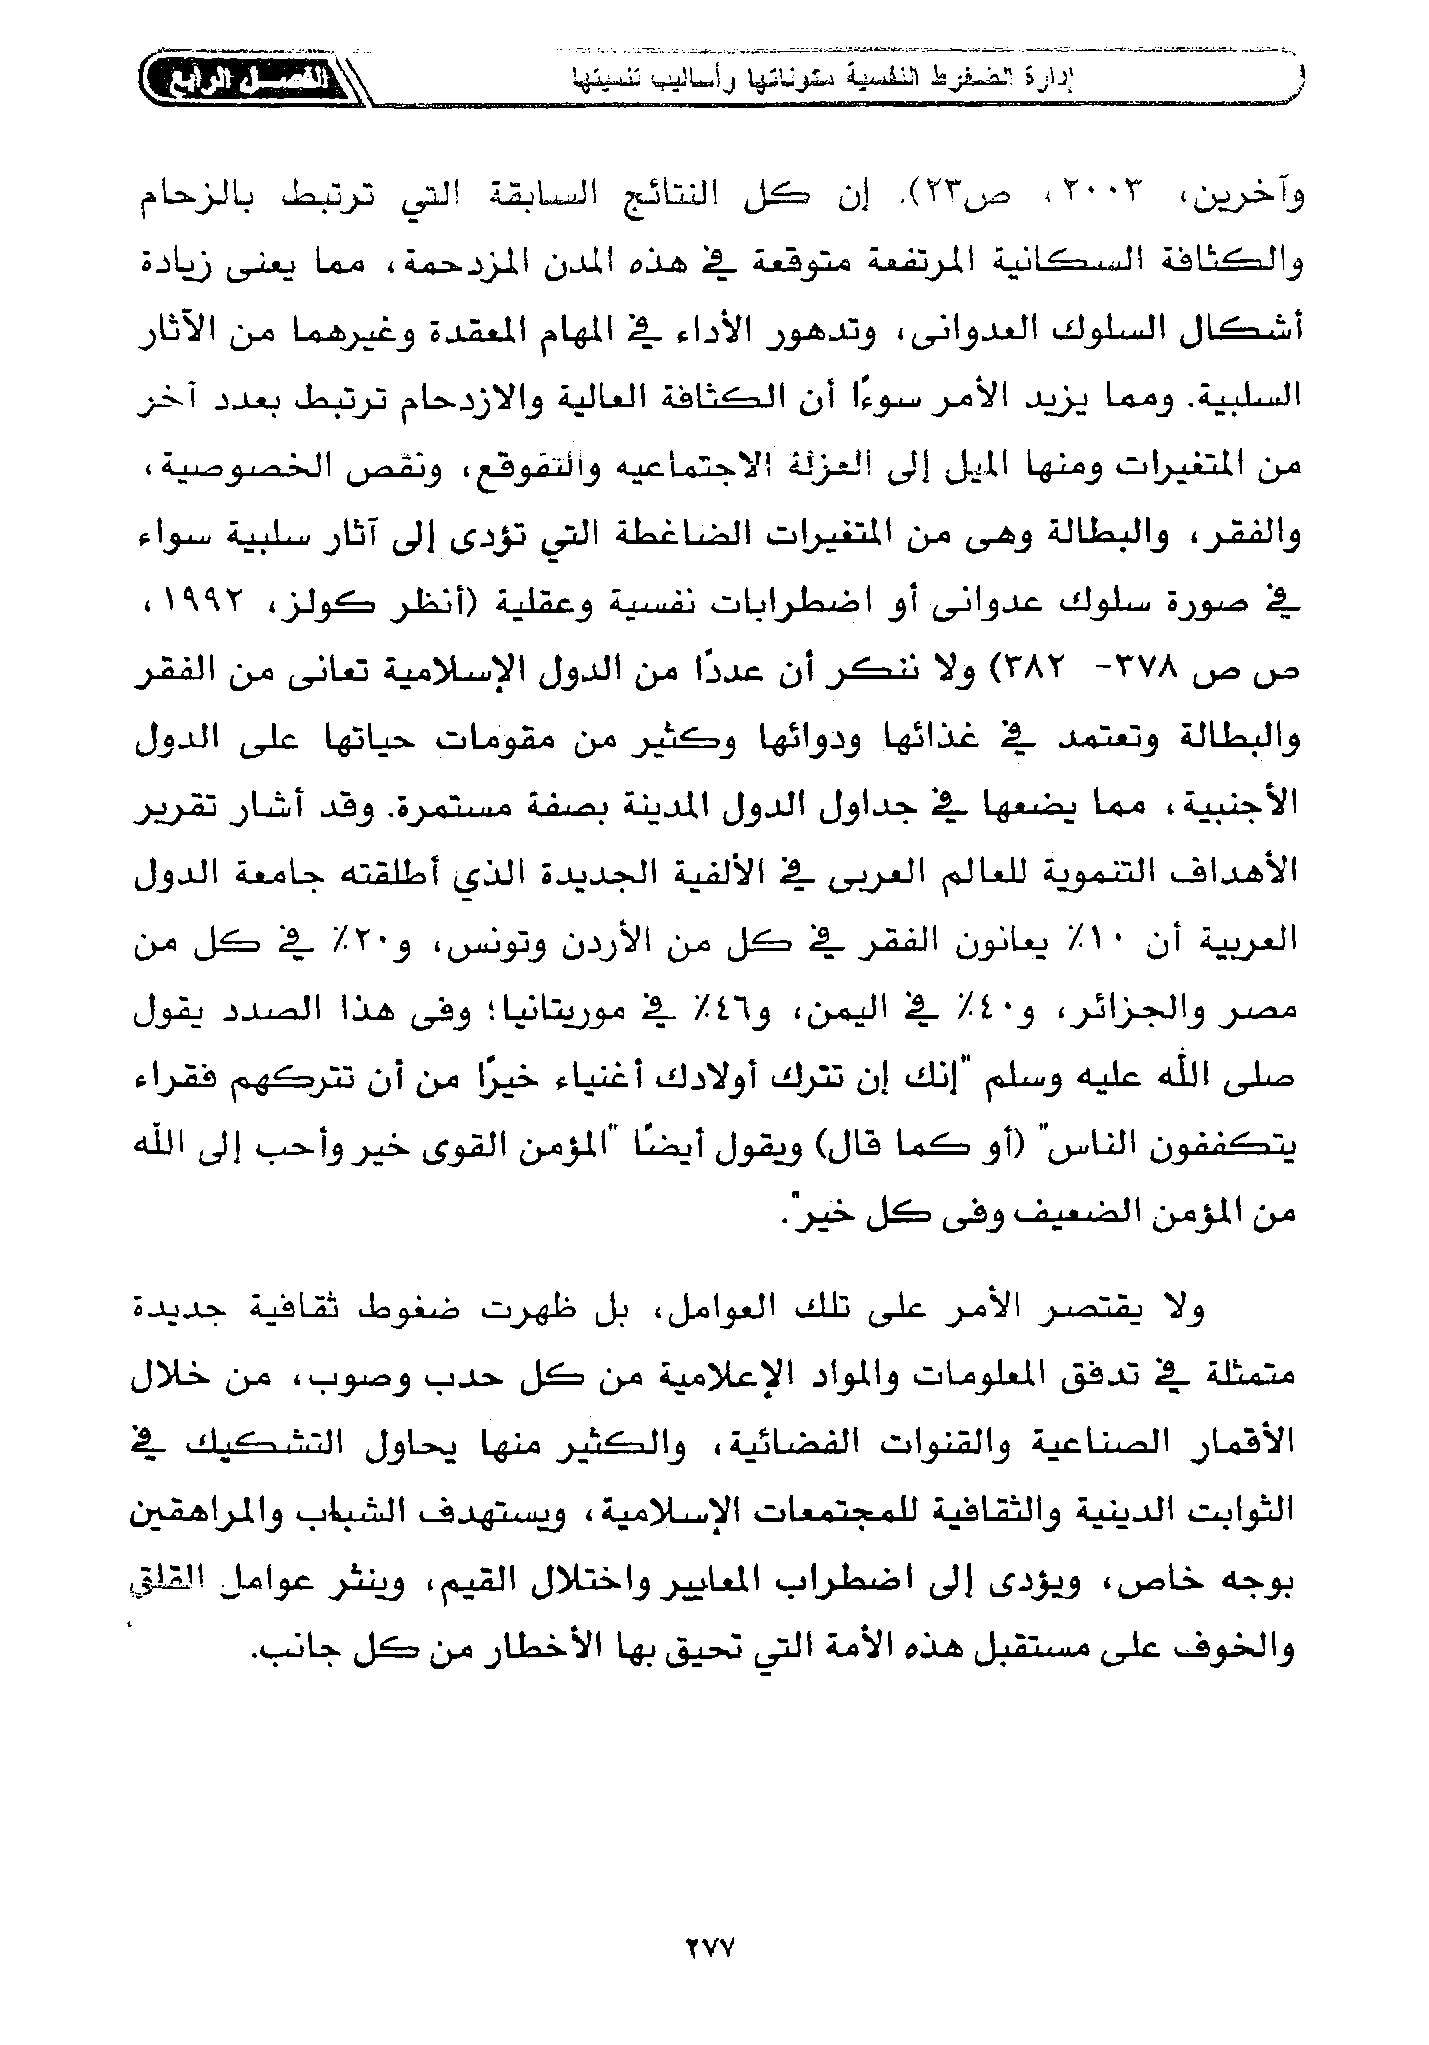 إدارة الضغوط النفسية مكوناتها وأساليب تنميتها
الفصل الرابع
وآخرين، ٢٠٠٣، ص٢٣). إن كل النتائج السابقة التي ترتبط بالزحام
والكثافة السكانية المرتفعة متوقعة في هذه المدن المزدحمة، مما يعنى زيادة
أشكال السلوك العدوانى، وتدهور الأداء في المهام المعقدة وغيرهما من الآثار
السلبية. ومما يزيد الأمر سوءًا أن الكثافة العالية والازدحام ترتبط بعدد آخر
من المتغيرات ومنها الميل إلى العزلة الاجتماعيه والتقوقع، ونقص الخصوصية،
والفقر، والبطالة وهى من المتغيرات الضاغطة التي تؤدى إلى آثار سلبية سواء
في صورة سلوك عدوانى أو اضطرابات نفسية وعقلية (أنظر كولز، ١٩٩٢،
ص ص ٣٧٨- ٣٨٢) ولا ننكر أن عددًا من الدول الإسلامية تعانى من الفقر
والبطالة وتعتمد في غذائها ودوائها وكثير من مقومات حياتها على الدول
الأجنبية، مما يضعها في جداول الدول المدينة بصفة مستمرة. وقد أشار تقرير
الأهداف التنموية للعالم العربى في الألفية الجديدة الذي أطلقته جامعة الدول
العربية أن ١٠٪ يعانون الفقر في كل من الأردن وتونس، و٢٠٪ في كل من
مصر والجزائر، و٤٠٪ في اليمن، و٤٦٪ في موريتانيا؛ وفى هذا الصدد يقول
صلى الله عليه وسلم "إنك إن تترك أولادك أغنياء خيرًا من أن تتركهم فقراء
يتكففون الناس" (أو كما قال) ويقول أيضًا "المؤمن القوى خير وأحب إلى الله
من المؤمن الضعيف وفى كل خير".
ولا يقتصر الأمر على تلك العوامل، بل ظهرت ضغوط ثقافية جديدة
متمثلة في تدفق المعلومات والمواد الإعلامية من كل حدب وصوب، من خلال
الأقمار الصناعية والقنوات الفضائية، والكثير منها يحاول التشكيك في
الثوابت الدينية والثقافية للمجتمعات الإسلامية، ويستهدف الشباب والمراهقين
بوجه خاص، ويؤدى إلى اضطراب المعايير واختلال القيم، وينثر عوامل القلق
والخوف على مستقبل هذه الأمة التي تحيق بها الأخطار من كل جانب.
٢٧٧